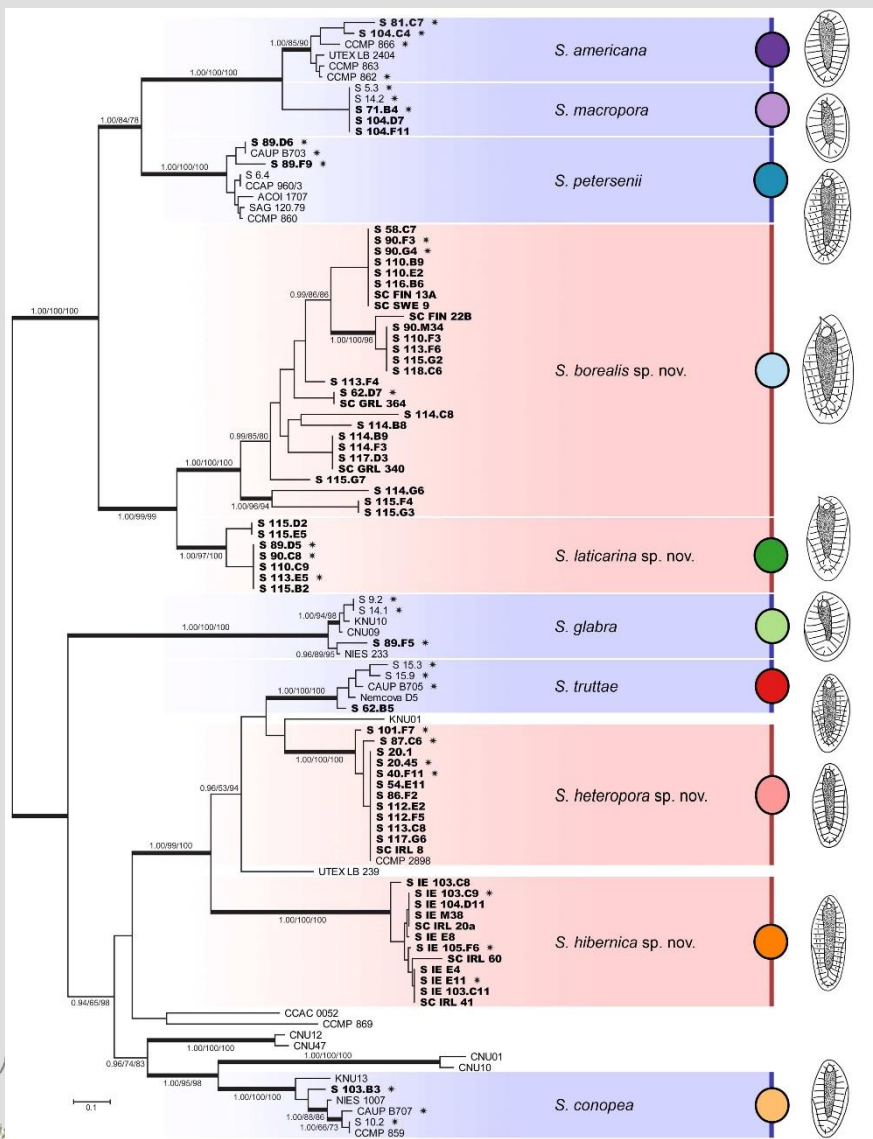 S 81.C7 *
S 104.C4 *
1.00/85/90
CCMP 866 *
UTEX LB 2404
CCMP 863
CCMP 862 *
S. americana
1.00/100/100
S 5.3 *
S 14.2 *
S 71.B4 *
S 104.D7
S 104.F11
S. macropora
1.00/84/78
S 89.D6 *
CAUP B703 *
S 89.F9 *
1.00/100/100
S 6.4
CCAP 960/3
ACOI 1707
SAG 120.79
CCMP 860
S. petersenii
S 58.C7
S 90.F3 *
S 90.G4 *
S 110.B9
S 110.E2
S 116.B6
SC FIN 13A
SC SWE 9
0.99/86/86
SC FIN 22B
S 90.M34
S 110.F3
S 113.F6
S 115.G2
S 118.C6
1.00/100/96
S. borealis sp. nov.
1.00/100/100
S 113.F4
S 62.D7 *
SC GRL 364
S 114.C8
S 114.B8
0.99/85/80
S 114.B9
S 114.F3
S 117.D3
SC GRL 340
1.00/100/100
S 115.G7
S 114.G6
S 115.F4
S 115.G3
1.00/96/94
1.00/99/99
S 115.D2
S 115.E5
S 89.D5 *
S 90.C8 *
1.00/97/100
S 110.C9
S 113.E5 *
S 115.B2
S. laticarina sp. nov.
S 9.2 *
S 14.1 *
1.00/94/98
KNU10
CNU09
1.00/100/100
S 89.F5 *
0.96/89/95
NIES 233
S. glabra
S 15.3 *
S 15.9 *
1.00/100/100
CAUP B705 *
Nemcova D5
S 62.B5
S. truttae
KNU01
S 101.F7 *
S 87.C6 *
S 20.1
1.00/100/100
S 20.45 *
S 40.F11 *
S 54.E11
0.96/53/94
S 86.F2
S 112.E2
S 112.F5
S 113.C8
S 117.G6
SC IRL 8
CCMP 2898
S. heteropora sp. nov.
1.00/99/100
UTEX LB 239
S IE 103.C8
S IE 103.C9 *
S IE 104.D11
S IE M38
SC IRL 20a
1.00/100/100
S IE E8
S IE 105.F6 *
SC IRL 60
S IE E4
S IE E11 *
S IE 103.C11
SC IRL 41
S. hibernica sp. nov.
0.94/65/98
CCAC 0052
CCMP 869
CNU12
CNU47
1.00/100/100
0.96/74/83
CNU01
1.00/100/100
CNU10
1.00/95/98
KNU13
S 103.B3 *
1.00/100/100
NIES 1007
CAUP B707 *
1.00/88/86
S 10.2 *
1.00/66/73
CCMP 859
S. conopea
0.1